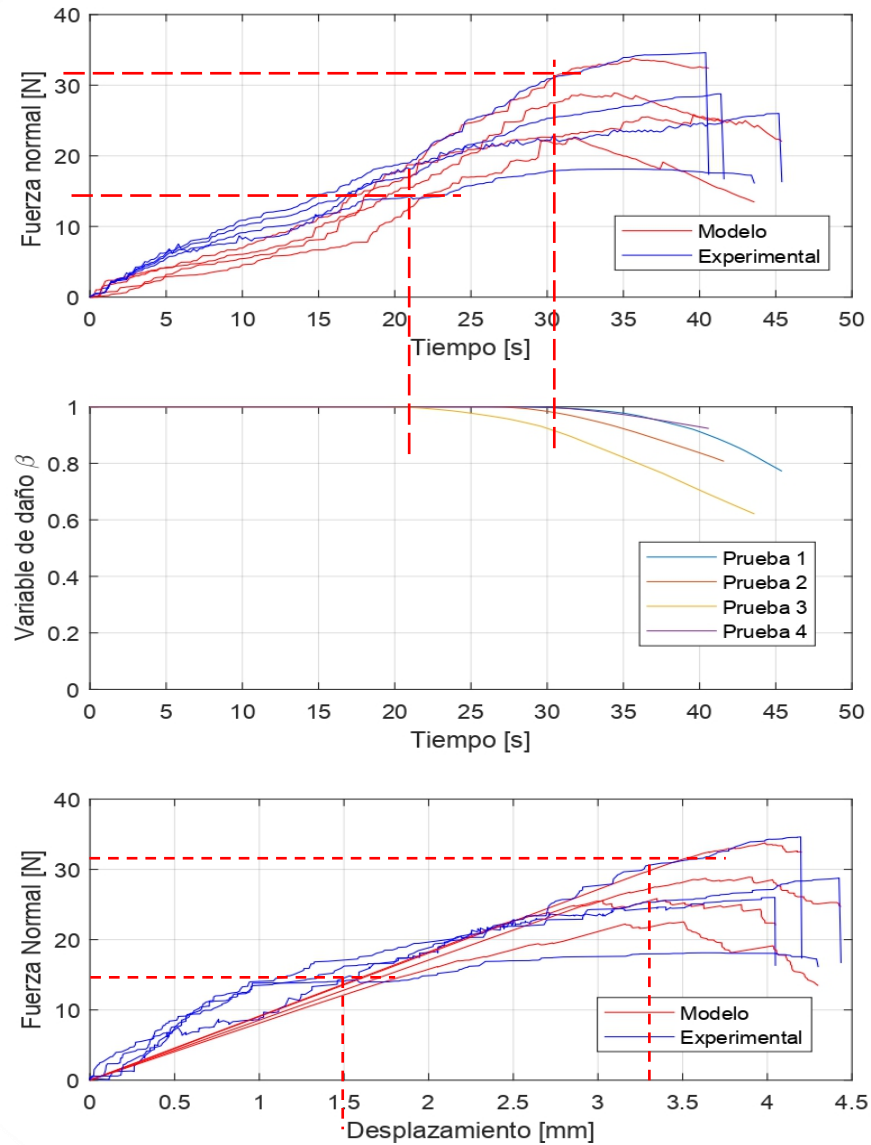 40
30
20
10
0
Fuerza normal [N]
Modelo
Experimental
0 5 10 15 20 25 30 35 40 45 50
Tiempo [s]
1
0.8
0.6
0.4
0.2
0
Variable de daño β
Prueba 1
Prueba 2
Prueba 3
Prueba 4
0 5 10 15 20 25 30 35 40 45 50
Tiempo [s]
40
30
20
10
0
Fuerza Normal [N]
Modelo
Experimental
0 0.5 1 1.5 2 2.5 3 3.5 4 4.5
Desplazamiento [mm]